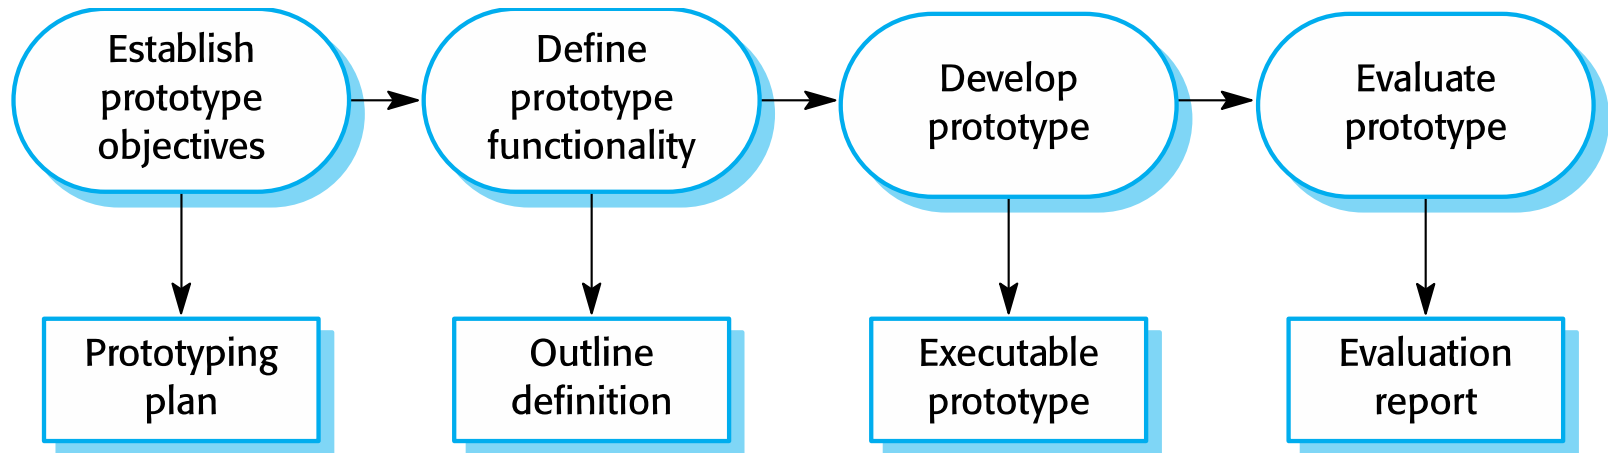 Establish
prototype
objectives
Define
prototype
functionality
Develop
prototype
Evaluate
prototype
Prototyping
plan
Outline
definition
Executable
prototype
Evaluation
report